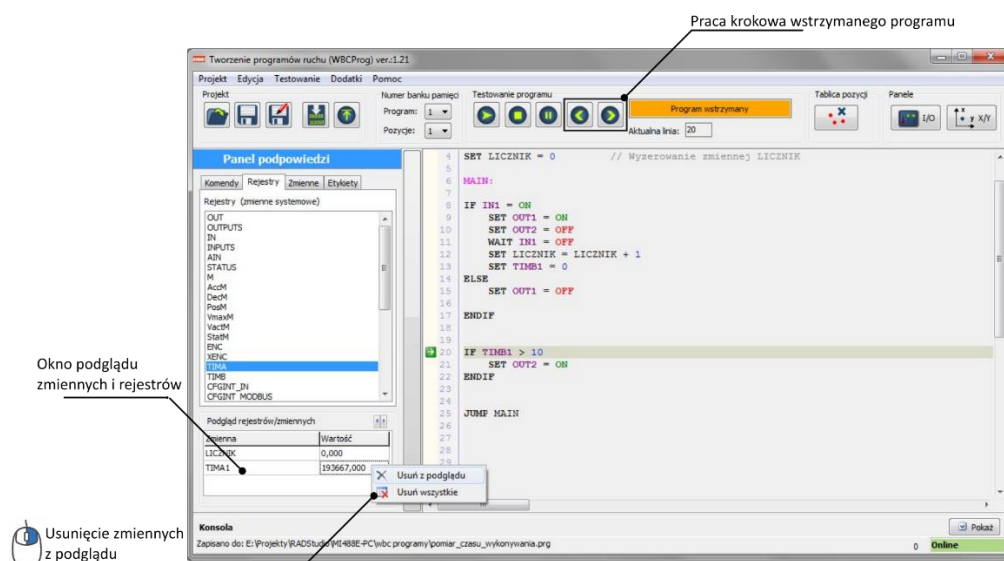 Praca krokowa wstrzymanego programu
Tworzenie programów ruchu (WBCProg) ver.:1.21
Projekt Edycja Testowanie Dodatki Pomoc
Projekt
Numer banku pamięci
Program: 1
Pozycje: 1
Testowanie programu
Program wstrzymany
Aktualna linia: 20
Tablica pozycji
Panele
I/O
X/Y
Panel podpowiedzi
Komendy Rejestry Zmienne Etykiety
Rejestry (zmienne systemowe)
OUT
OUTPUTS
IN
INPUTS
AIN
STATUS
M
AccM
DecM
PosM
VmaxM
VactM
StatM
ENC
XENC
TIMA
TIMB
CFGINT_IN
CFGINT MODBUS
Podgląd rejestrów/zmiennych
Zmienna Wartość
LICZNIK 0,000
TIMA1 193667,000
4 SET LICZNIK = 0 // Wyzerowanie zmiennej LICZNIK
5
6 MAIN:
7
8 IF IN1 = ON
9 SET OUT1 = ON
10 SET OUT2 = OFF
11 WAIT IN1 = OFF
12 SET LICZNIK = LICZNIK + 1
13 SET TIMB1 = 0
14 ELSE
15 SET OUT1 = OFF
16
17 ENDIF
18
19
20 IF TIMB1 > 10
21 SET OUT2 = ON
22 ENDIF
23
24
25 JUMP MAIN
26
27
28
29
Usuń z podglądu
Usuń wszystkie
Okno podglądu
zmiennych i rejestrów
Usunięcie zmiennych
z podglądu
Konsola
Pokaż
Zapisano do: E:\Projekty\RADStudio\MI488E-PC\wbc programy\pomiar_czasu_wykonywania.prg
0 Online